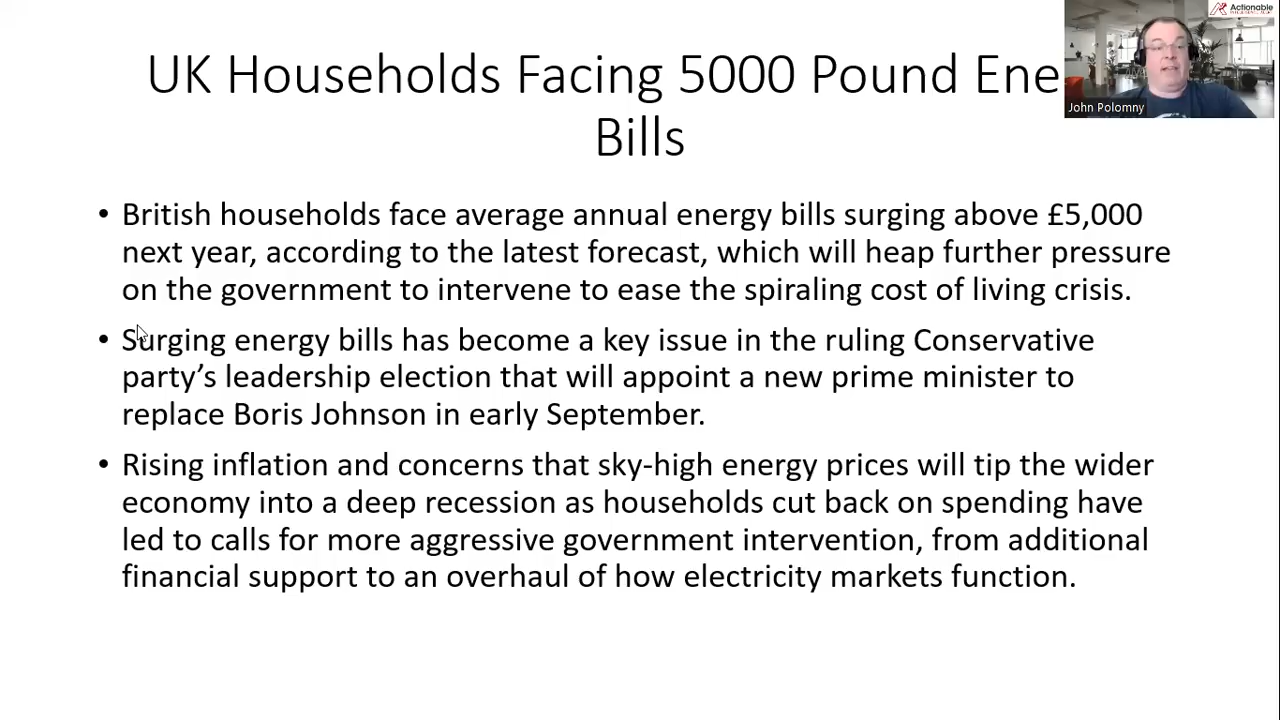 UK Households Facing 5000 Pound Ene
Bills
• British households face average annual energy bills surging above £5,000
next year, according to the latest forecast, which will heap further pressure
on the government to intervene to ease the spiraling cost of living crisis.
• Surging energy bills has become a key issue in the ruling Conservative
party’s leadership election that will appoint a new prime minister to
replace Boris Johnson in early September.
• Rising inflation and concerns that sky-high energy prices will tip the wider
economy into a deep recession as households cut back on spending have
led to calls for more aggressive government intervention, from additional
financial support to an overhaul of how electricity markets function.
Actionable
John Polomny